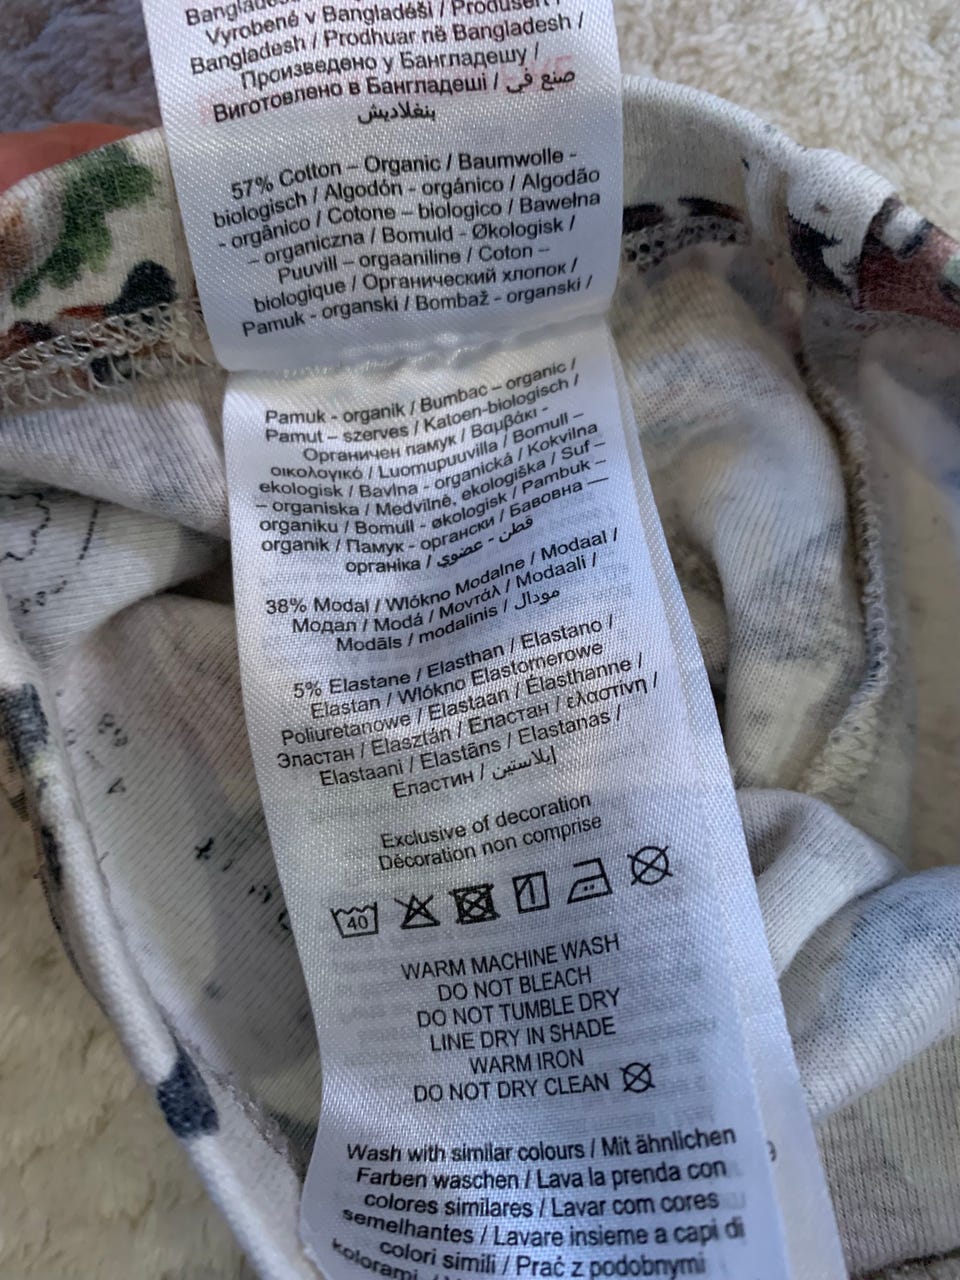 Vyrobené v Bangladéši / Produsert /
Bangladesh / Prodhuar në Bangladesh /
Произведено у Бангладешу /
Виготовлено в Бангладеші / صنع في
بنغلاديش
57% Cotton – Organic / Baumwolle -
biologisch / Algodón - orgánico / Algodão
- orgânico / Cotone – biologico / Bawełna
– organiczna / Bomuld - Økologisk /
Puuvill – orgaaniline / Coton –
biologique / Органический хлопок /
Pamuk - organski / Bombaž - organski /
Pamuk - organik / Bumbac – organic /
Pamut – szerves / Katoen-biologisch /
Органичен памук / Βαμβάκι -
οικολογικό / Luomupuuvilla / Bomull –
ekologisk / Bavlna - organická / Kokvilna
– organiska / Medvilnė, ekologiška / Suf –
organiku / Bomull - økologisk / Pambuk –
organik / Памук - органски / Бавовна —
органіка / قطن - عضوي
38% Modal / Wlókno Modalne / Modaal /
Модал / Modá / Μοντάλ / Modaali /
Modāls / modalinis / مودال
5% Elastane / Elasthan / Elastano /
Elastan / Wlókno Elastomerowe
Poliuretanowe / Elastaan / Élasthanne /
Эластан / Elasztán / Еластан / ελαστίνη /
Elastaani / Elastāns / Elastanas /
Еластин / إيلاستين
Exclusive of decoration
Décoration non comprise
40
WARM MACHINE WASH
DO NOT BLEACH
DO NOT TUMBLE DRY
LINE DRY IN SHADE
WARM IRON
DO NOT DRY CLEAN
Wash with similar colours / Mit ähnlichen
Farben waschen / Lava la prenda con
colores similares / Lavar com cores
semelhantes / Lavare insieme a capi di
colori simili / Prać z podobnymi
kolorami